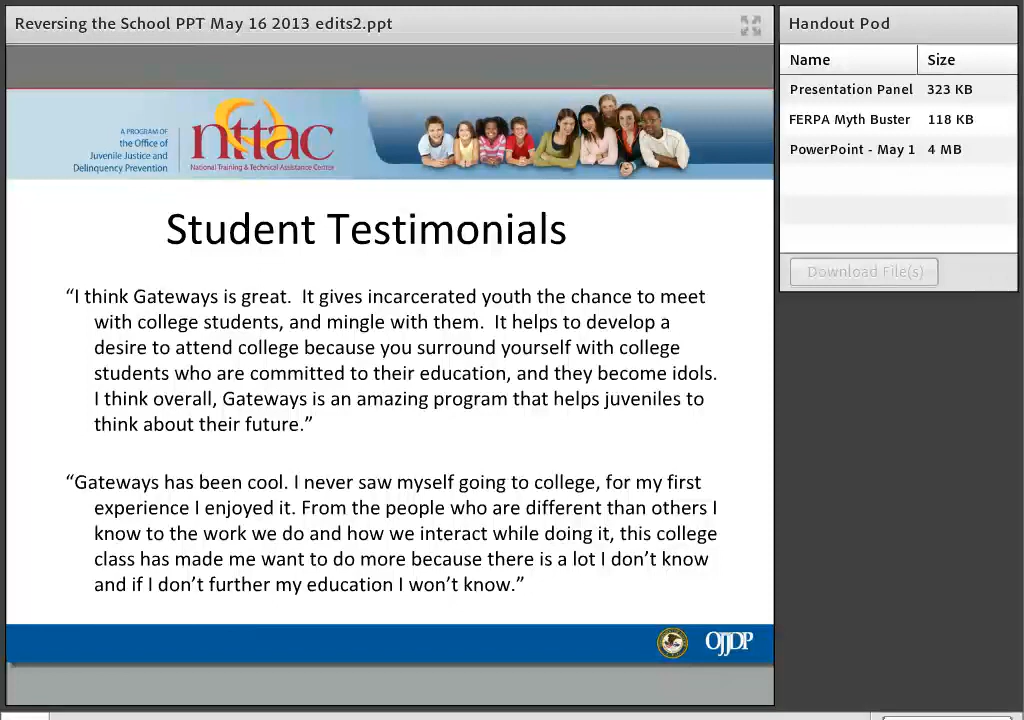 Reversing the School PPT May 16 2013 edits2.ppt
A PROGRAM OF
the Office of
Juvenile Justice and
Delinquency Prevention
nttac
National Training & Technical Assistance Center
Student Testimonials
“I think Gateways is great.  It gives incarcerated youth the chance to meet
with college students, and mingle with them.  It helps to develop a
desire to attend college because you surround yourself with college
students who are committed to their education, and they become idols.
I think overall, Gateways is an amazing program that helps juveniles to
think about their future.”
“Gateways has been cool. I never saw myself going to college, for my first
experience I enjoyed it. From the people who are different than others I
know to the work we do and how we interact while doing it, this college
class has made me want to do more because there is a lot I don’t know
and if I don’t further my education I won’t know.”
OJJDP
Handout Pod
Name Size
Presentation Panel 323 KB
FERPA Myth Buster 118 KB
PowerPoint - May 1 4 MB
Download File(s)